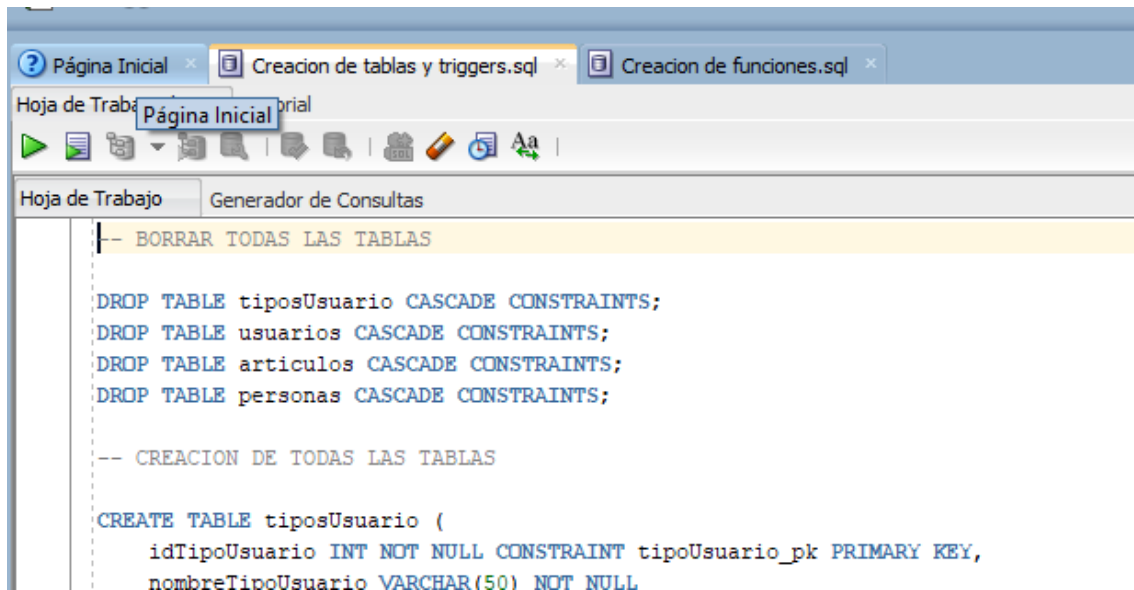 Página Inicial × Creacion de tablas y triggers.sql × Creacion de funciones.sql ×
Hoja de
Página Inicial
Hoja de Trabajo Generador de Consultas
-- BORRAR TODAS LAS TABLAS
DROP TABLE tiposUsuario CASCADE CONSTRAINTS;
DROP TABLE usuarios CASCADE CONSTRAINTS;
DROP TABLE articulos CASCADE CONSTRAINTS;
DROP TABLE personas CASCADE CONSTRAINTS;
-- CREACION DE TODAS LAS TABLAS
CREATE TABLE tiposUsuario (
idTipoUsuario INT NOT NULL CONSTRAINT tipoUsuario_pk PRIMARY KEY,
nombreTipoUsuario VARCHAR(50) NOT NULL